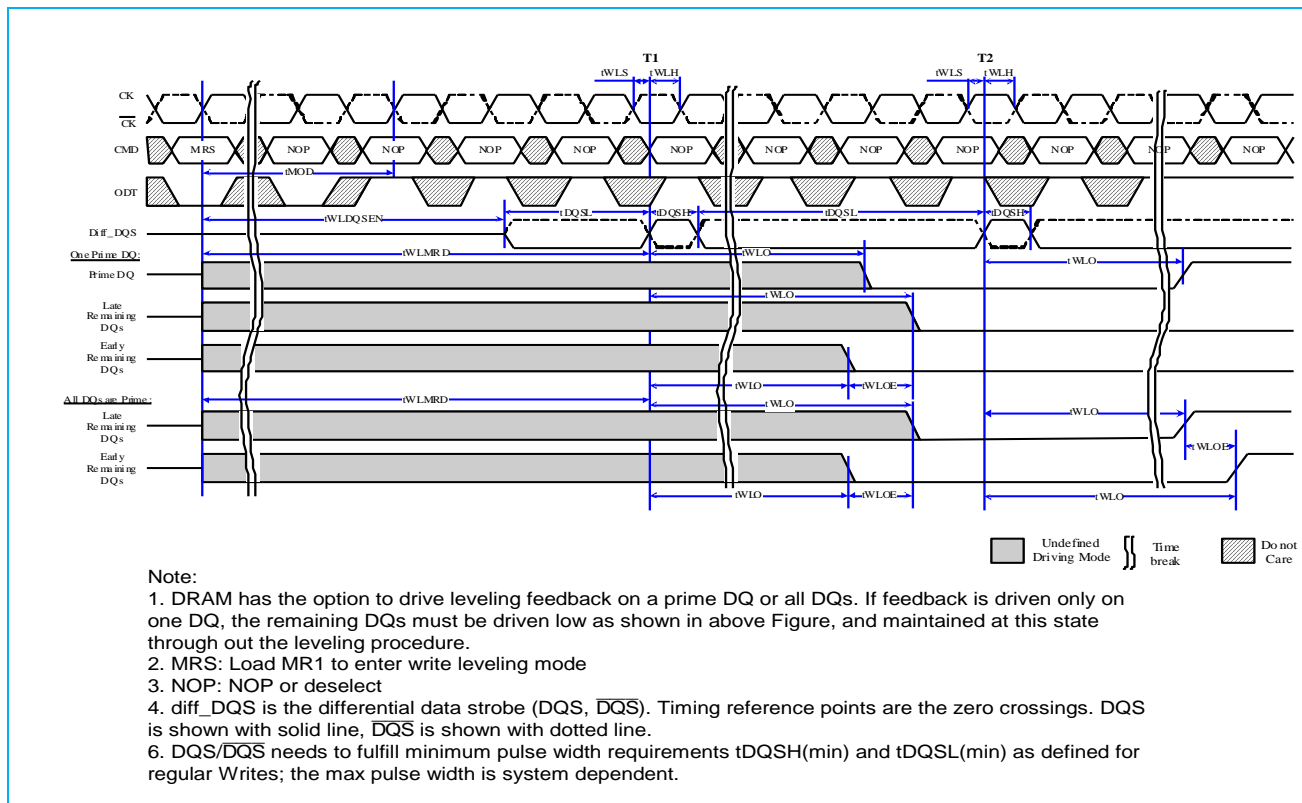 T1 T2
tWLS tWLH tWLS tWLH
CK
CK
CMD MRS NOP NOP NOP NOP NOP NOP NOP NOP NOP NOP NOP
tMOD
ODT
tWLDQSEN tDQSL tDQSH tDQSL tDQSH
Diff_DQS
tWLMRD tWLO tWLO
One Prime DQ:
Prime DQ
tWLO
Late
Remaining
DQs
Early
Remaining
DQs
tWLO tWLOE
All DQs are Prime:
tWLMRD tWLO tWLO
Late
Remaining
DQs
tWLOE
Early
Remaining
DQs
tWLO tWLOE tWLO
Undefined
Driving Mode
Time
break
Do not
Care
Note:
1. DRAM has the option to drive leveling feedback on a prime DQ or all DQs. If feedback is driven only on
one DQ, the remaining DQs must be driven low as shown in above Figure, and maintained at this state
through out the leveling procedure.
2. MRS: Load MR1 to enter write leveling mode
3. NOP: NOP or deselect
4. diff_DQS is the differential data strobe (DQS, DQS). Timing reference points are the zero crossings. DQS
is shown with solid line, DQS is shown with dotted line.
6. DQS/DQS needs to fulfill minimum pulse width requirements tDQSH(min) and tDQSL(min) as defined for
regular Writes; the max pulse width is system dependent.